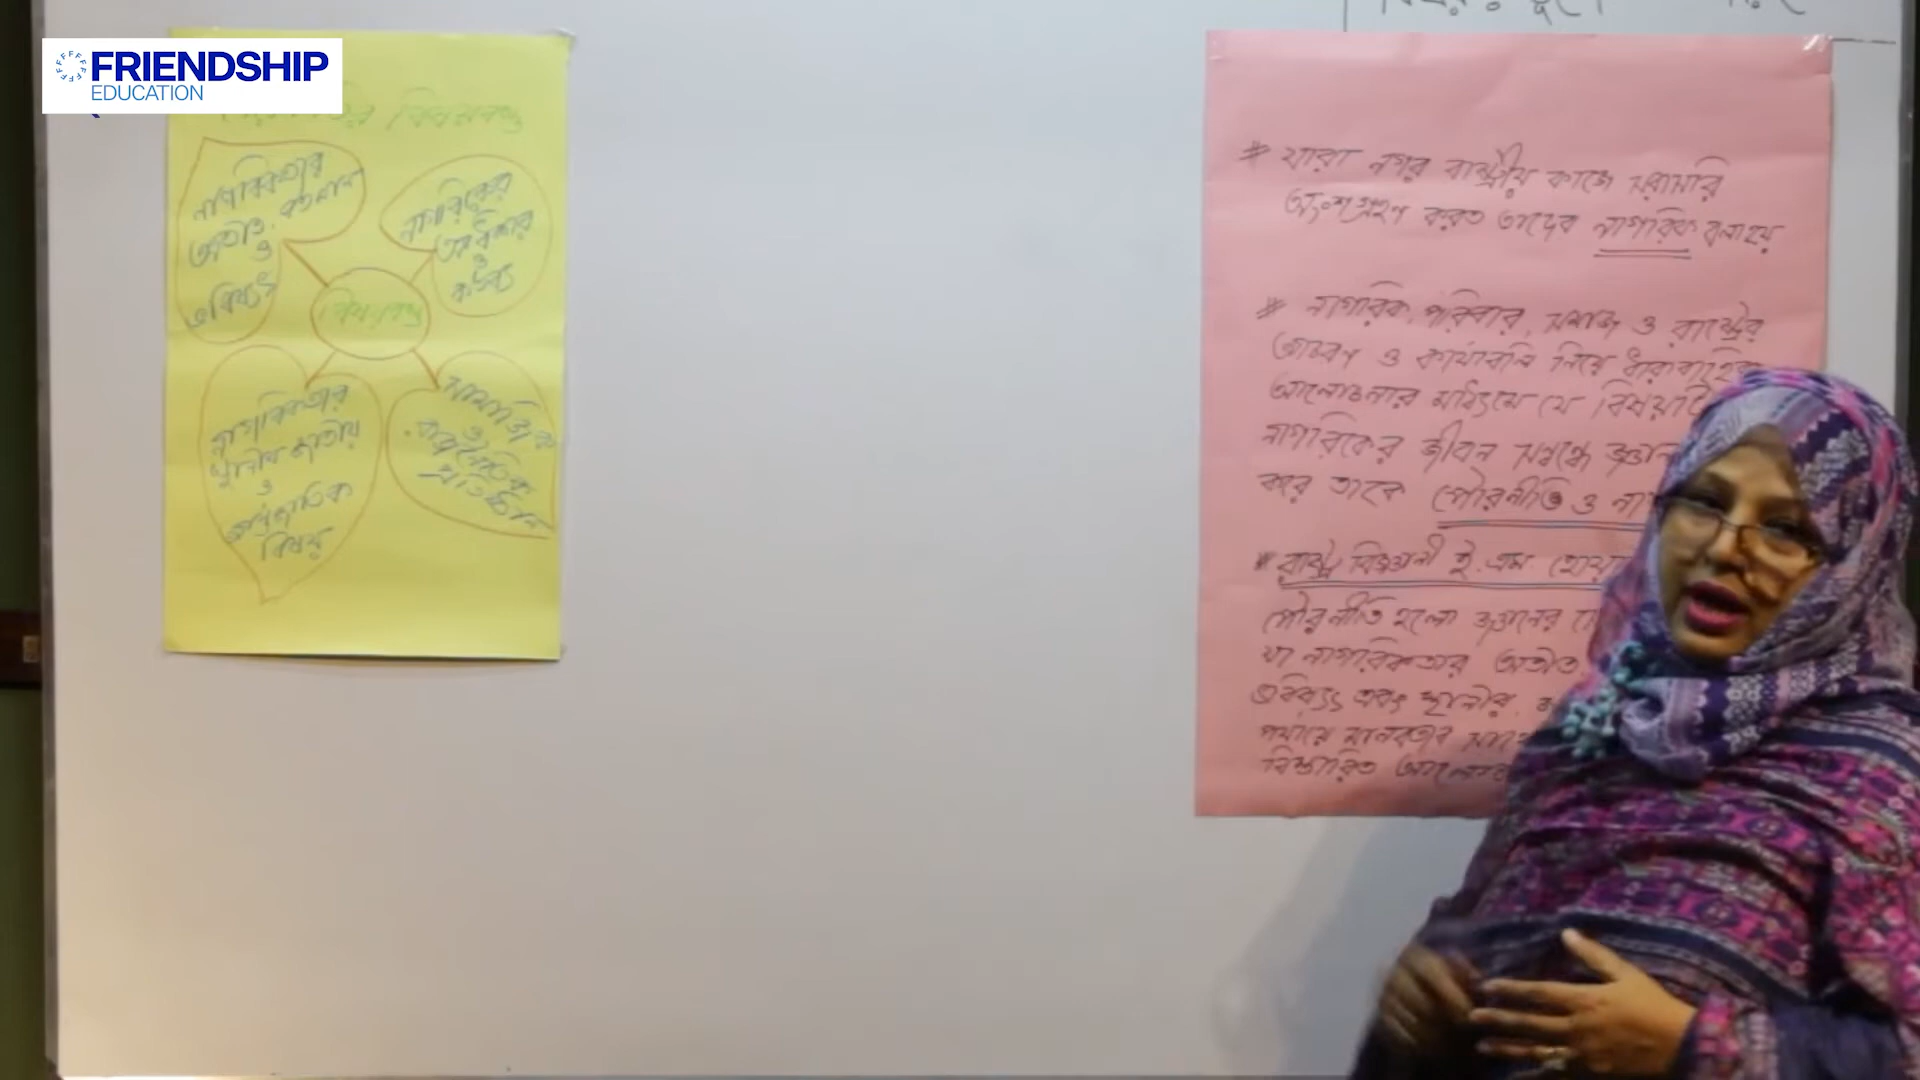 FRIENDSHIP
EDUCATION
বিষয়বস্তু
নাগরিকতার
অতীত, বর্তমান
ও
ভবিষ্যৎ
নাগরিকের
অধিকার
ও
কর্তব্য
বিষয়বস্তু
নাগরিকতার
স্থানীয় জাতীয়
ও
আন্তর্জাতিক
বিষয়
সামাজিক
ও
রাজনৈতিক
প্রতিষ্ঠান
# যারা নগর রাষ্ট্রীয় কাজে সরাসরি
অংশগ্রহণ করত তাদের নাগরিক বলা হয়
# নাগরিক, পরিবার, সমাজ ও রাষ্ট্রের
আচরণ ও কার্যাবলি নিয়ে ধারাবাহিক
আলোচনার মাধ্যমে যে
নাগরিকের জীবন সম্বন্ধে
করে তাকে পৌরনীতি ও
# রাষ্ট্র বিজ্ঞানী ই. এম.
পৌরনীতি হলো জ্ঞানের
যা নাগরিকতার অতীত
ভবিষ্যৎ এবং স্থানীয়,
পর্যায়ে মানবতার
বিস্তারিত